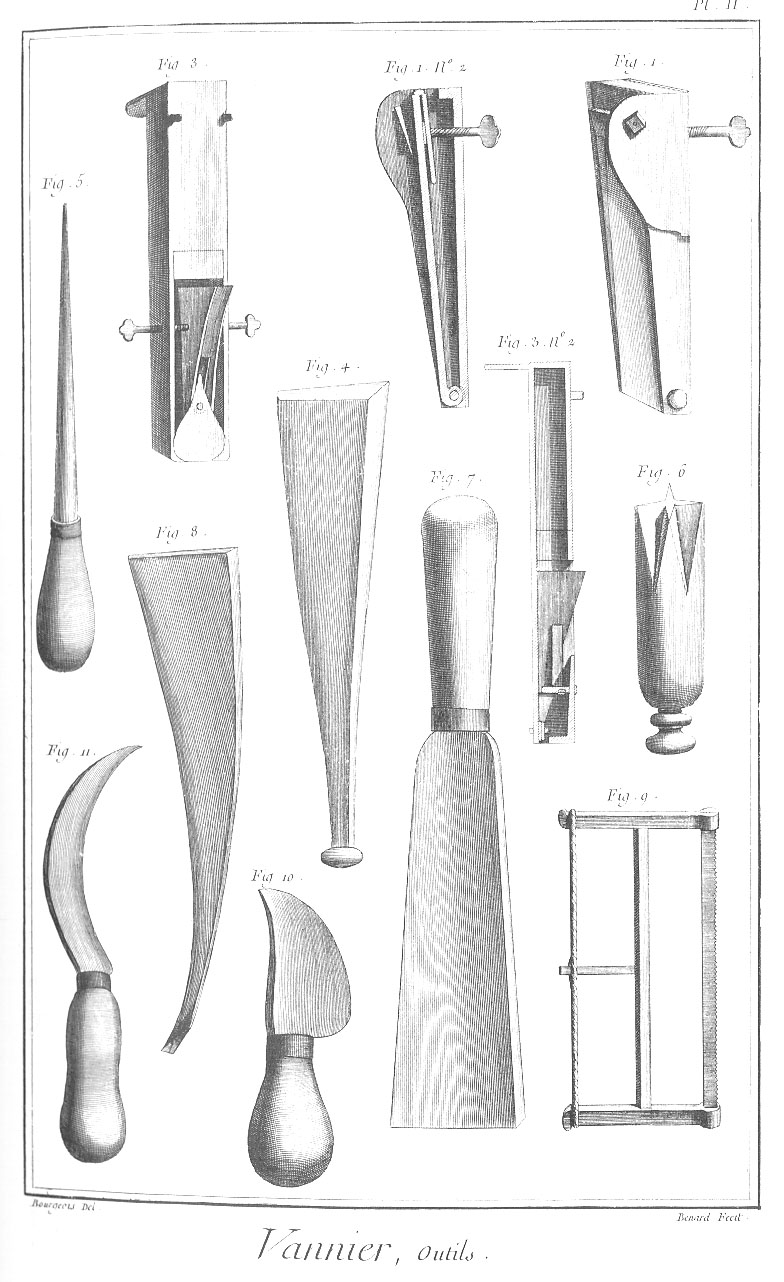 Pl. II.
Fig. 3.
Fig. 1. N.º 2
Fig. 1.
Fig. 5.
Fig. 3. N.º 2
Fig. 4.
Fig. 7.
Fig. 6
Fig. 8.
Fig. 11.
Fig. 9.
Fig. 10.
Bourgeois Del.
Benard Fecit.
Vannier, outils.